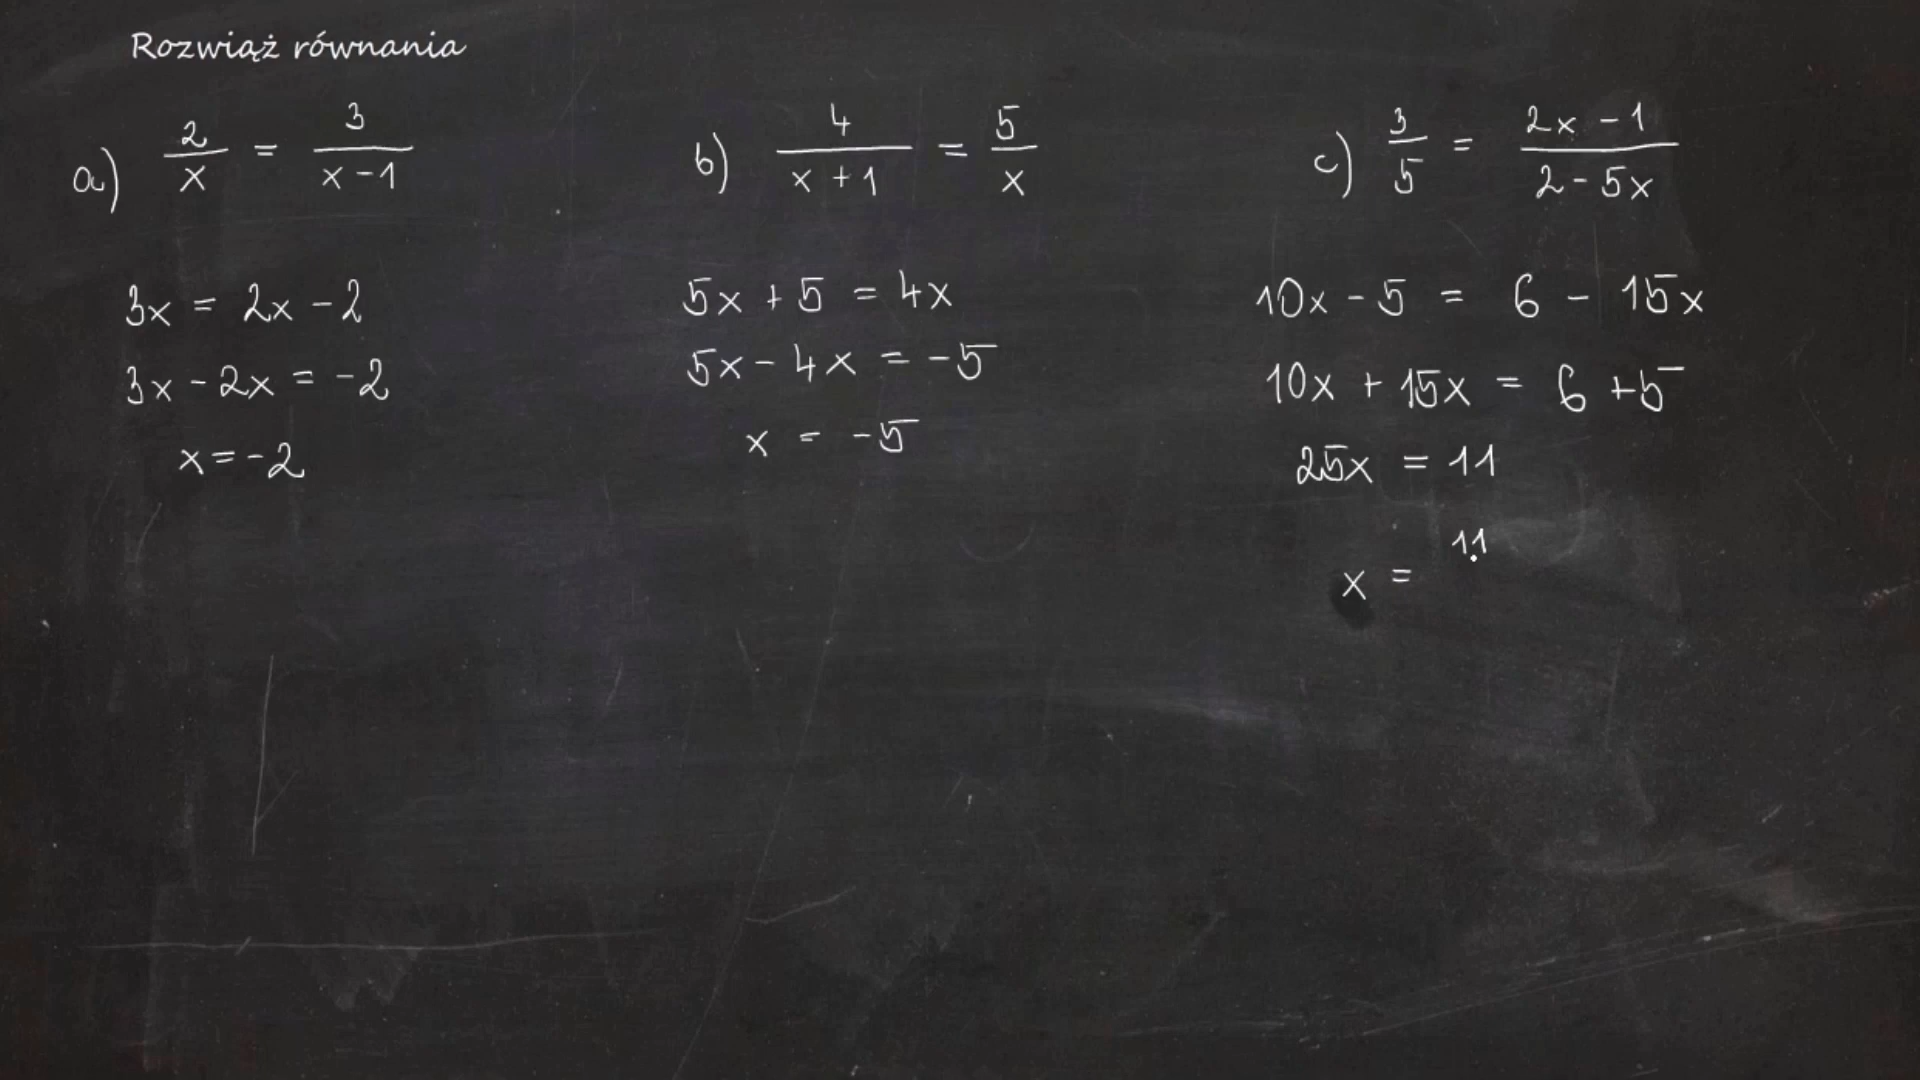 Rozwiąż równania
a) 2/x = 3/(x-1)
3x = 2x - 2
3x - 2x = -2
x = -2
b) 4/(x+1) = 5/x
5x + 5 = 4x
5x - 4x = -5
x = -5
c) 3/5 = (2x-1)/(2-5x)
10x - 5 = 6 - 15x
10x + 15x = 6 + 5
25x = 11
x = 11